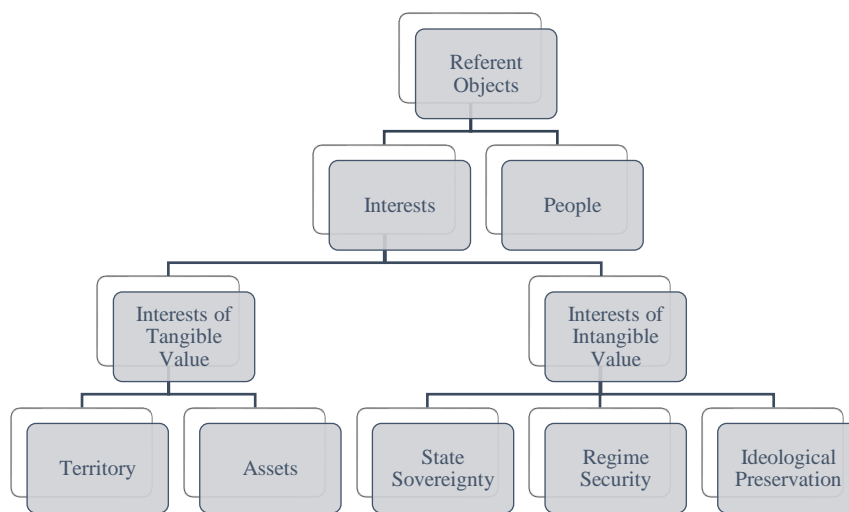 Referent
Objects
Interests
People
Interests of
Tangible
Value
Interests of
Intangible
Value
Territory
Assets
State
Sovereignty
Regime
Security
Ideological
Preservation